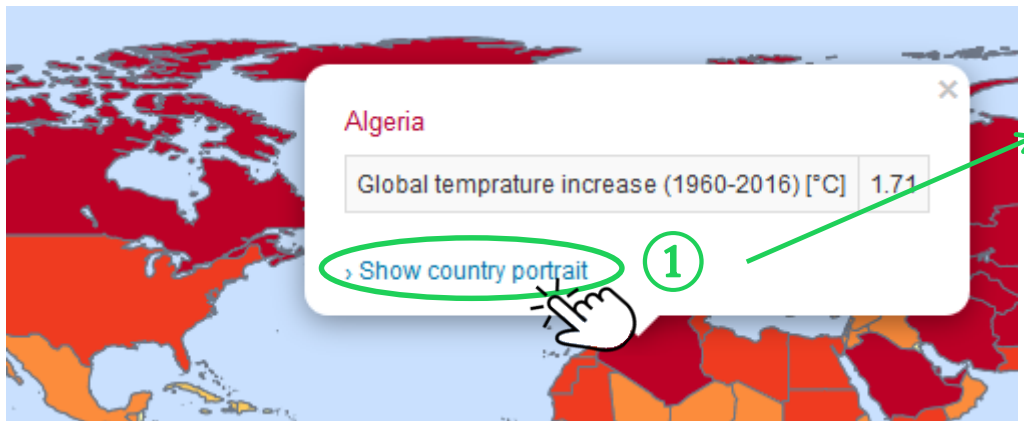 ×
Algeria
Global temprature increase (1960-2016) [°C] 1.71
› Show country portrait ①